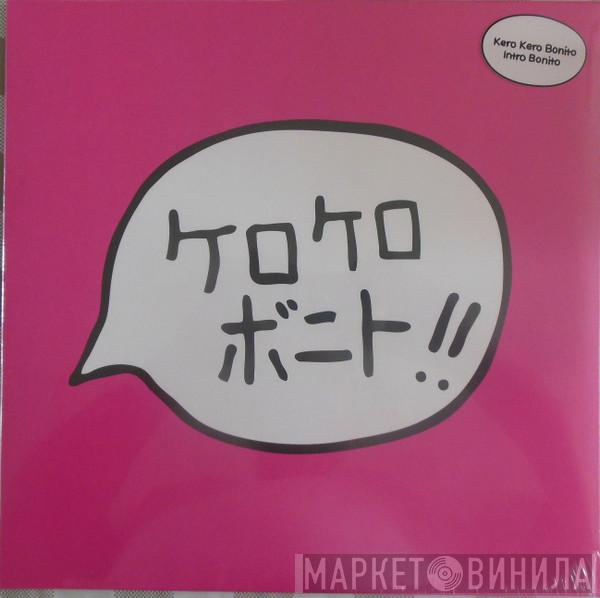 Kero Kero Bonito
Intro Bonito
ケロケロ
ボニト!!
МАРКЕТ ВИНИЛА